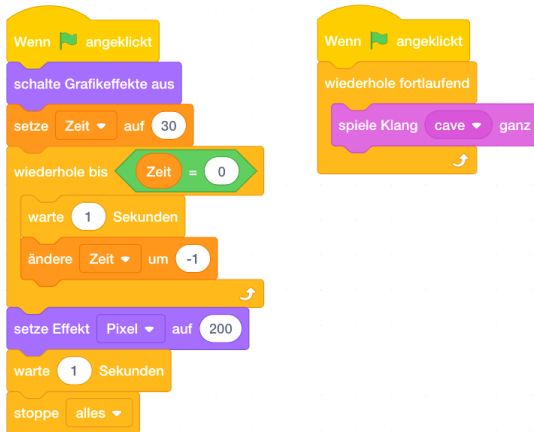 Wenn angeklickt
schalte Grafikeffekte aus
setze Zeit auf 30
wiederhole bis Zeit = 0
warte 1 Sekunden
ändere Zeit um -1
setze Effekt Pixel auf 200
warte 1 Sekunden
stoppe alles
Wenn angeklickt
wiederhole fortlaufend
spiele Klang cave ganz